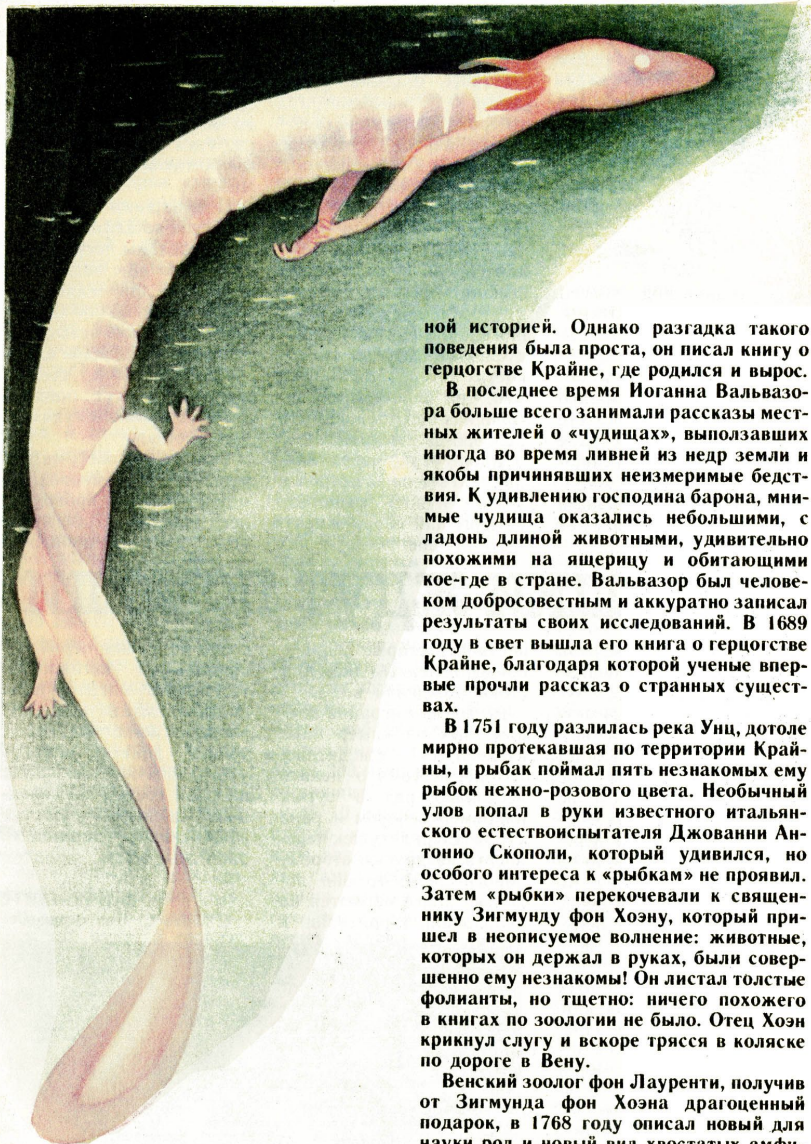 ной историей. Однако разгадка такого
поведения была проста, он писал книгу о
герцогстве Крайне, где родился и вырос.
В последнее время Иоганна Вальвазо-
ра больше всего занимали рассказы мест-
ных жителей о «чудищах», выползавших
иногда во время ливней из недр земли и
якобы причинявших неизмеримые бедст-
вия. К удивлению господина барона, мни-
мые чудища оказались небольшими, с
ладонь длиной животными, удивительно
похожими на ящерицу и обитающими
кое-где в стране. Вальвазор был челове-
ком добросовестным и аккуратно записал
результаты своих исследований. В 1689
году в свет вышла его книга о герцогстве
Крайне, благодаря которой ученые впер-
вые прочли рассказ о странных сущест-
вах.
В 1751 году разлилась река Унц, дотоле
мирно протекавшая по территории Край-
ны, и рыбак поймал пять незнакомых ему
рыбок нежно-розового цвета. Необычный
улов попал в руки известного итальян-
ского естествоиспытателя Джованни Ан-
тонио Скополи, который удивился, но
особого интереса к «рыбкам» не проявил.
Затем «рыбки» перекочевали к священ-
нику Зигмунду фон Хоэну, который при-
шел в неописуемое волнение: животные,
которых он держал в руках, были совер-
шенно ему незнакомы! Он листал толстые
фолианты, но тщетно: ничего похожего
в книгах по зоологии не было. Отец Хоэн
крикнул слугу и вскоре трясся в коляске
по дороге в Вену.
Венский зоолог фон Лауренти, получив
от Зигмунда фон Хоэна драгоценный
подарок, в 1768 году описал новый для
науки род и новый вид хвостатых амфи-